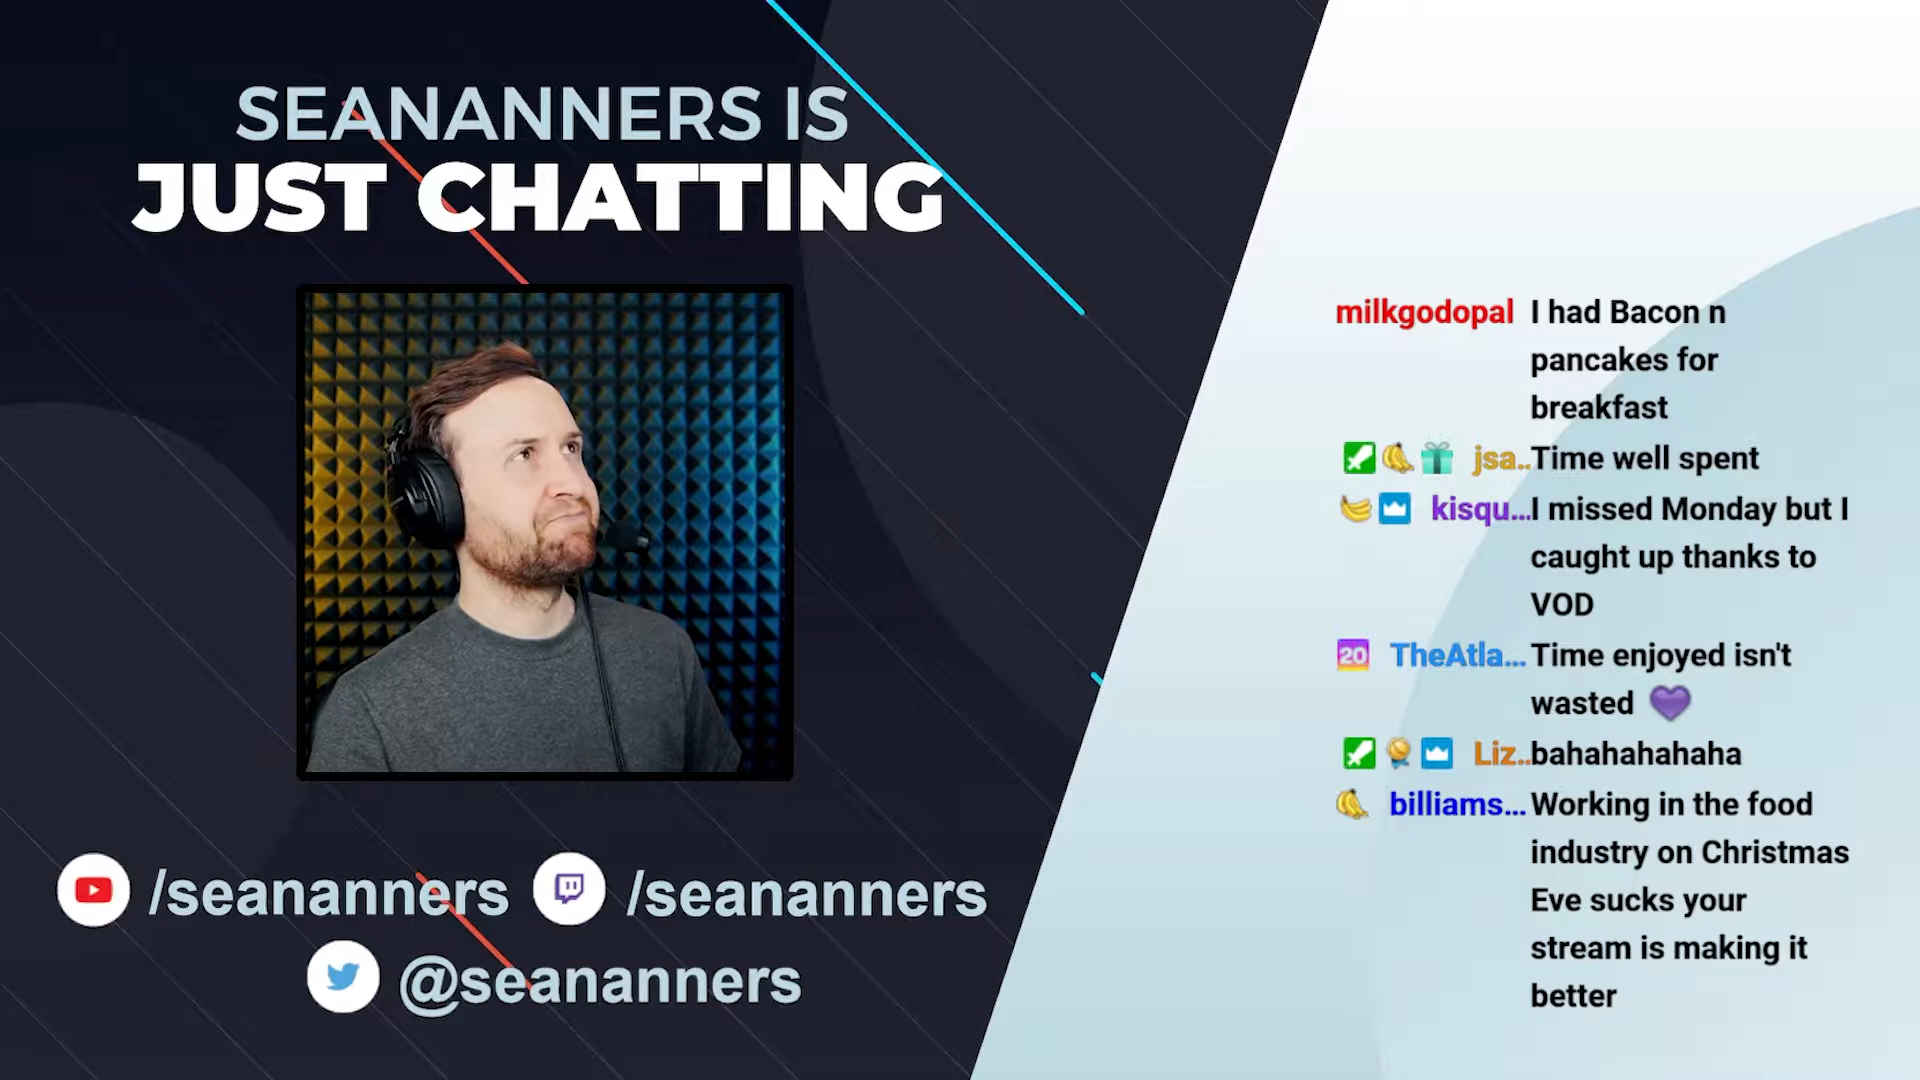 SEANANNERS IS
JUST CHATTING
/seananners /seananners
@seananners
milkgodopal I had Bacon n
pancakes for
breakfast
jsa.. Time well spent
kisqu... I missed Monday but I
caught up thanks to
VOD
20 TheAtla... Time enjoyed isn't
wasted 💜
Liz.. bahahahahaha
billiams... Working in the food
industry on Christmas
Eve sucks your
stream is making it
better